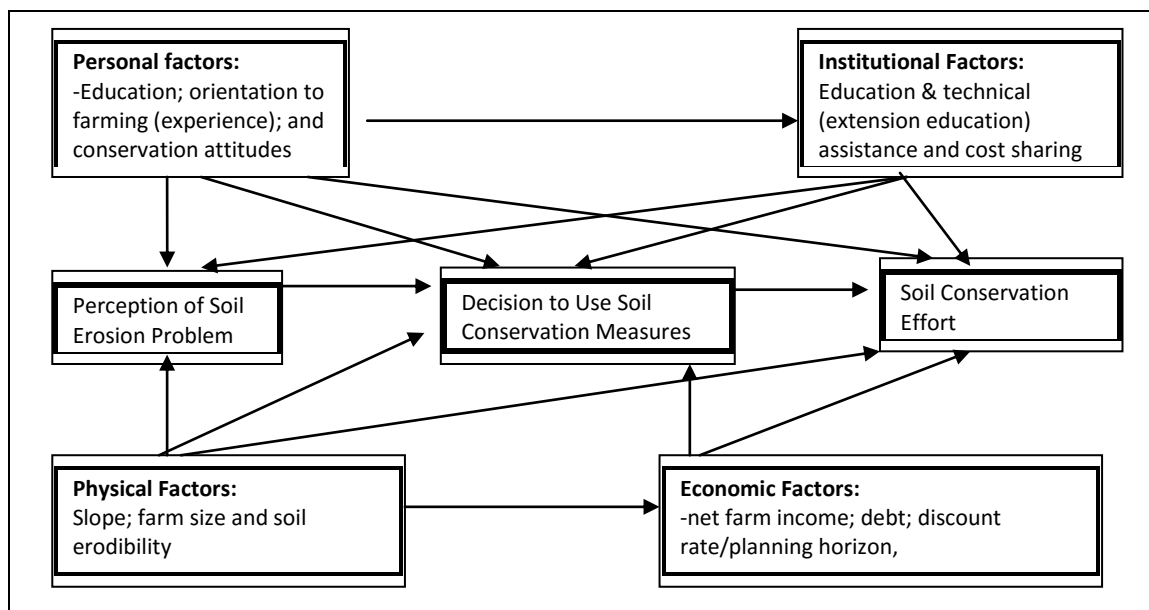 Personal factors:
-Education; orientation to
farming (experience); and
conservation attitudes
Institutional Factors:
Education & technical
(extension education)
assistance and cost sharing
Perception of Soil
Erosion Problem
Decision to Use Soil
Conservation Measures
Soil Conservation
Effort
Physical Factors:
Slope; farm size and soil
erodibility
Economic Factors:
-net farm income; debt; discount
rate/planning horizon,